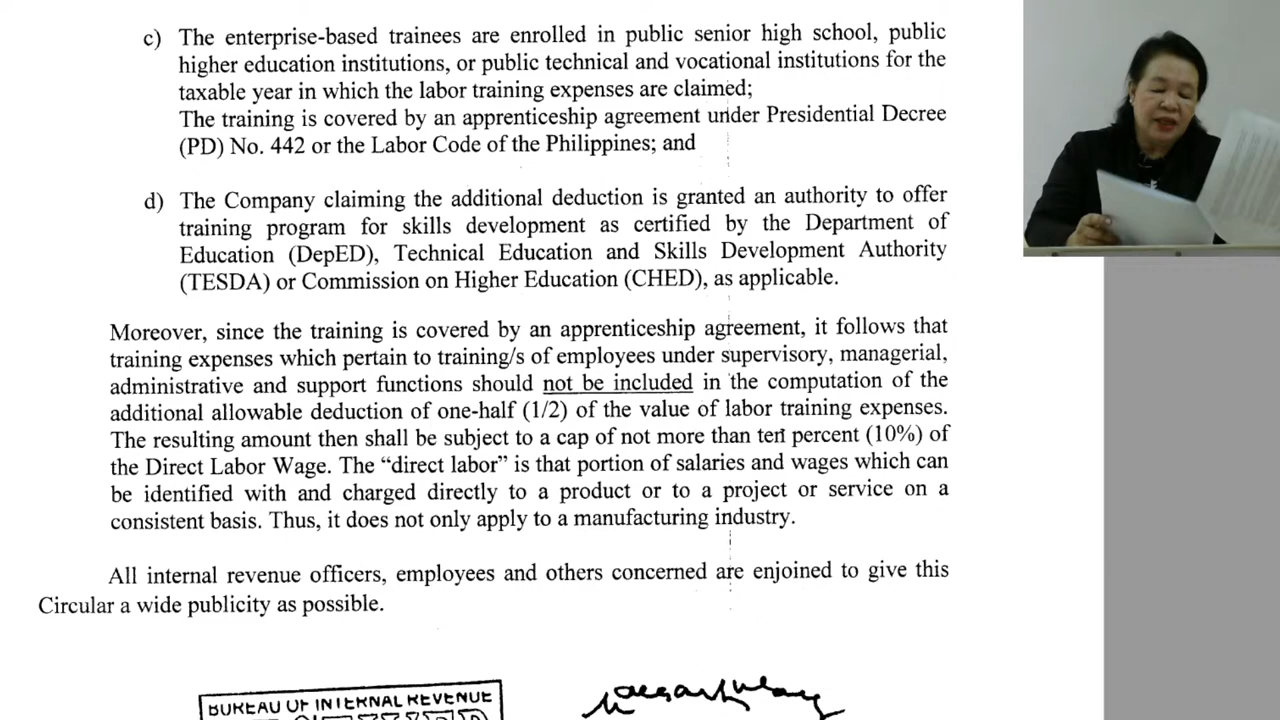 c) The enterprise-based trainees are enrolled in public senior high school, public
higher education institutions, or public technical and vocational institutions for the
taxable year in which the labor training expenses are claimed;
The training is covered by an apprenticeship agreement under Presidential Decree
(PD) No. 442 or the Labor Code of the Philippines; and
d) The Company claiming the additional deduction is granted an authority to offer
training program for skills development as certified by the Department of
Education (DepED), Technical Education and Skills Development Authority
(TESDA) or Commission on Higher Education (CHED), as applicable.
Moreover, since the training is covered by an apprenticeship agreement, it follows that
training expenses which pertain to training/s of employees under supervisory, managerial,
administrative and support functions should not be included in the computation of the
additional allowable deduction of one-half (1/2) of the value of labor training expenses.
The resulting amount then shall be subject to a cap of not more than ten percent (10%) of
the Direct Labor Wage. The “direct labor” is that portion of salaries and wages which can
be identified with and charged directly to a product or to a project or service on a
consistent basis. Thus, it does not only apply to a manufacturing industry.
All internal revenue officers, employees and others concerned are enjoined to give this
Circular a wide publicity as possible.
BUREAU OF INTERNAL REVENUE